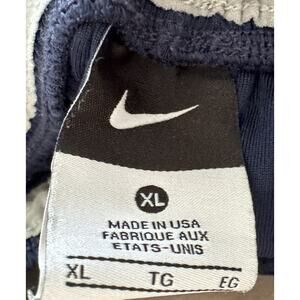 XL
MADE IN USA
FABRIQUE AUX
ETATS-UNIS
XL TG EG